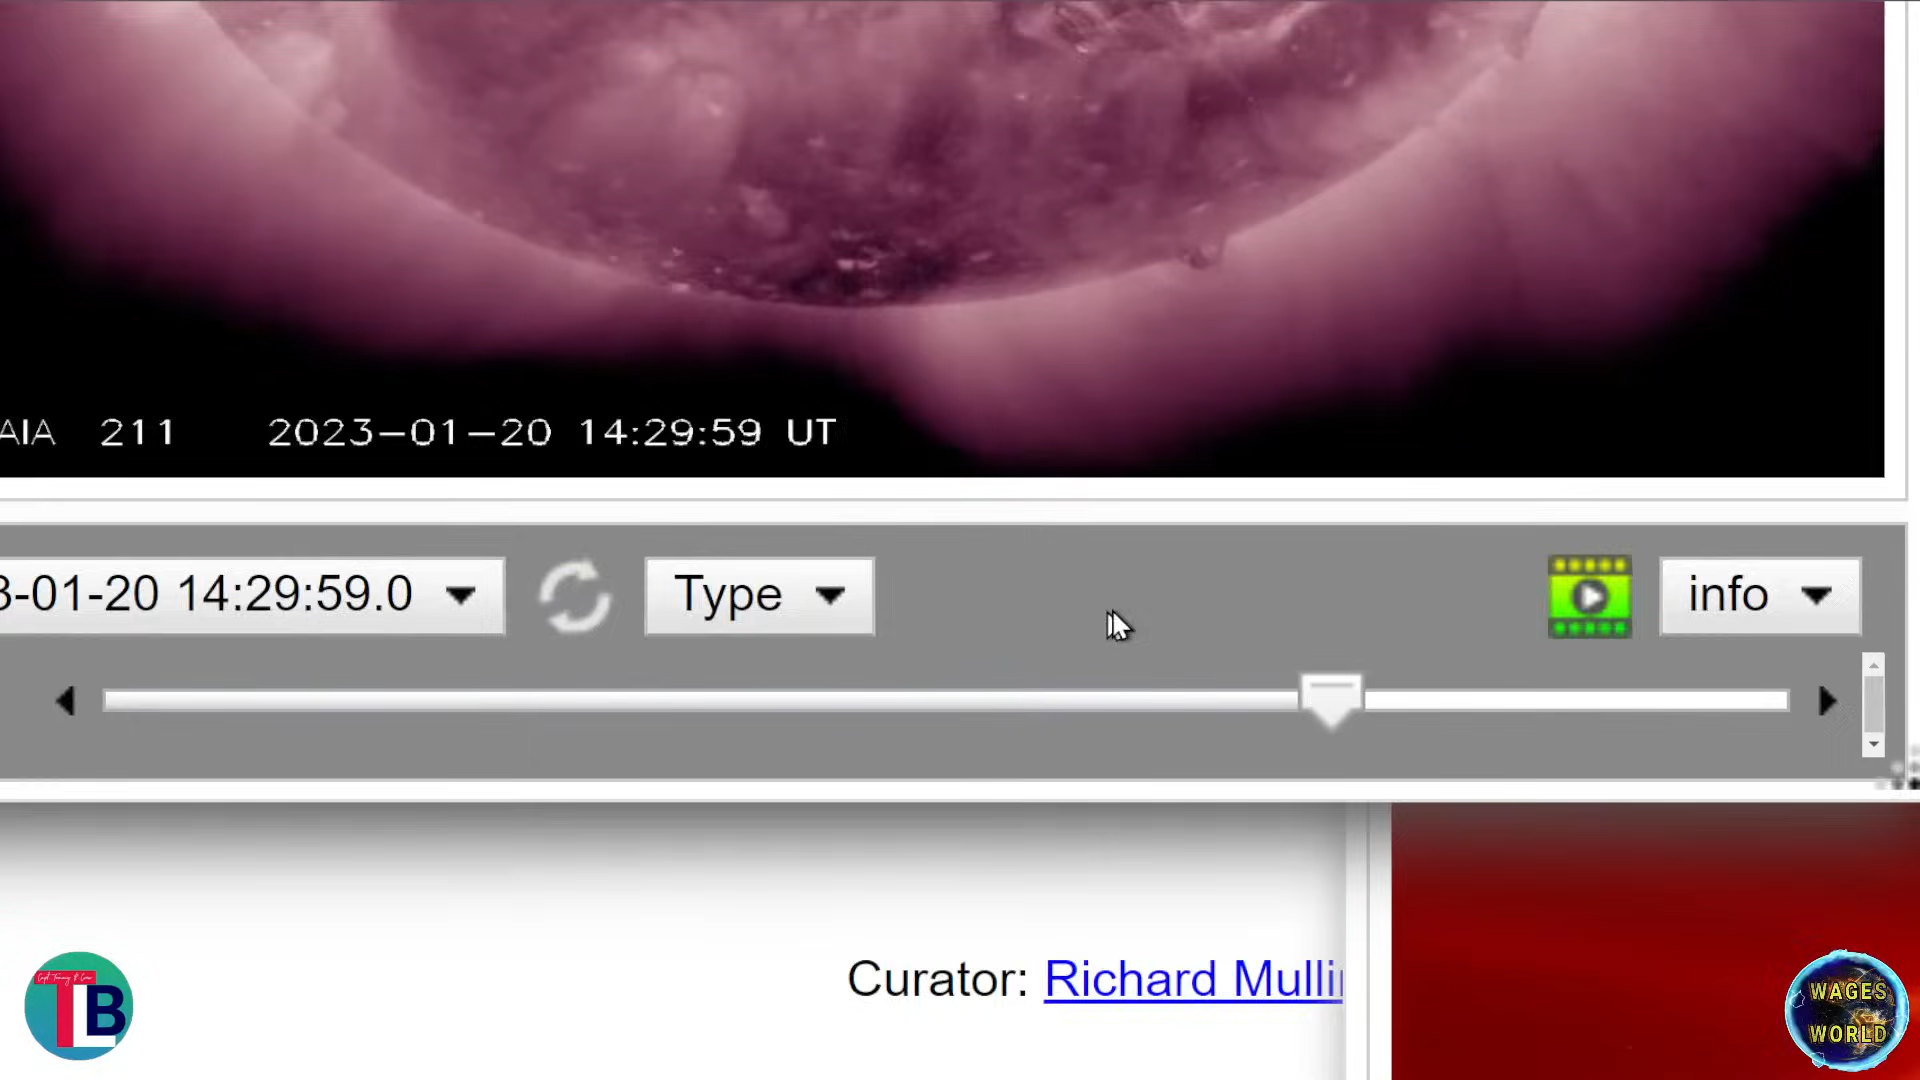 AIA 211 2023-01-20 14:29:59 UT
3-01-20 14:29:59.0
Type
info
Curator: Richard Mulli
TLB
WAGES
WORLD